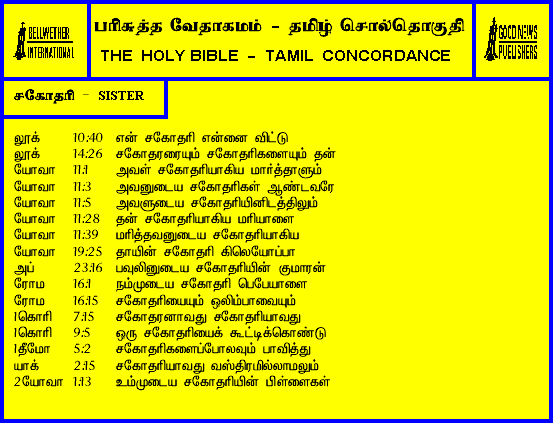 BELLWETHER
INTERNATIONAL
பரிசுத்த வேதாகமம் - தமிழ் சொல்தொகுதி
THE HOLY BIBLE - TAMIL CONCORDANCE
GOOD NEWS
PUBLISHERS
சகோதரி - SISTER
லூக் 10:40 என் சகோதரி என்னை விட்டு
லூக் 14:26 சகோதரரையும் சகோதரிகளையும் தன்
யோவா 11:1 அவள் சகோதரியாகிய மார்த்தாளும்
யோவா 11:3 அவனுடைய சகோதரிகள் ஆண்டவரே
யோவா 11:5 அவளுடைய சகோதரியினிடத்திலும்
யோவா 11:28 தன் சகோதரியாகிய மரியாளை
யோவா 11:39 மரித்தவனுடைய சகோதரியாகிய
யோவா 19:25 தாயின் சகோதரி கிலெயோப்பா
அப் 23:16 பவுலினுடைய சகோதரியின் குமாரன்
ரோம 16:1 நம்முடைய சகோதரி பெபேயாளை
ரோம 16:15 சகோதரியையும் ஒலிம்பாவையும்
1கொரி 7:15 சகோதரனாவது சகோதரியாவது
1கொரி 9:5 ஒரு சகோதரியைக் கூட்டிக்கொண்டு
1தீமோ 5:2 சகோதரிகளைப்போலவும் பாவித்து
யாக் 2:15 சகோதரியாவது வஸ்திரமில்லாமலும்
2யோவா 1:13 உம்முடைய சகோதரியின் பிள்ளைகள்